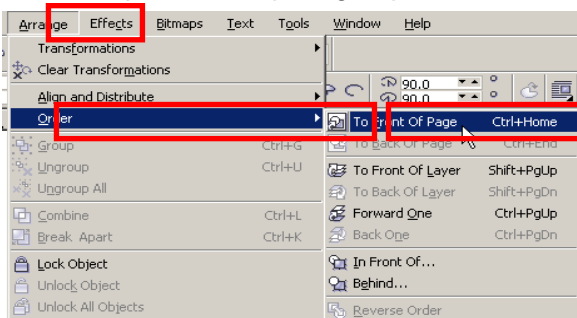 Arrange Effects Bitmaps Text Tools Window Help
Transformations
Clear Transformations
90.0
90.0
Align and Distribute
Order
To Front Of Page Ctrl+Home
Group Ctrl+G
To Back Of Page Ctrl+End
Ungroup Ctrl+U
To Front Of Layer Shift+PgUp
Ungroup All
To Back Of Layer Shift+PgDn
Combine Ctrl+L
Forward One Ctrl+PgUp
Break Apart Ctrl+K
Back One Ctrl+PgDn
Lock Object
In Front Of...
Unlock Object
Behind...
Unlock All Objects
Reverse Order